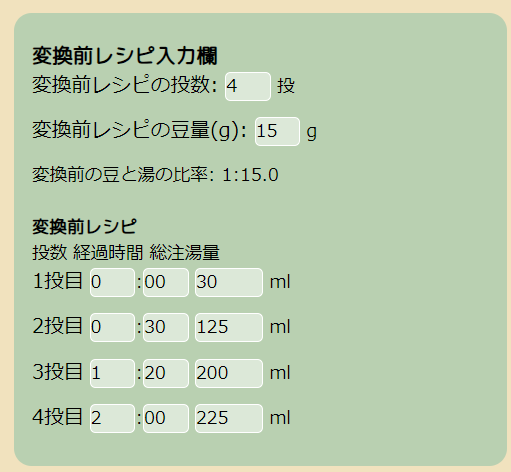 変換前レシピ入力欄
変換前レシピの投数: 4 投
変換前レシピの豆量(g): 15 g
変換前の豆と湯の比率: 1:15.0
変換前レシピ
投数 経過時間 総注湯量
1投目 0 :00 30 ml
2投目 0 :30 125 ml
3投目 1 :20 200 ml
4投目 2 :00 225 ml